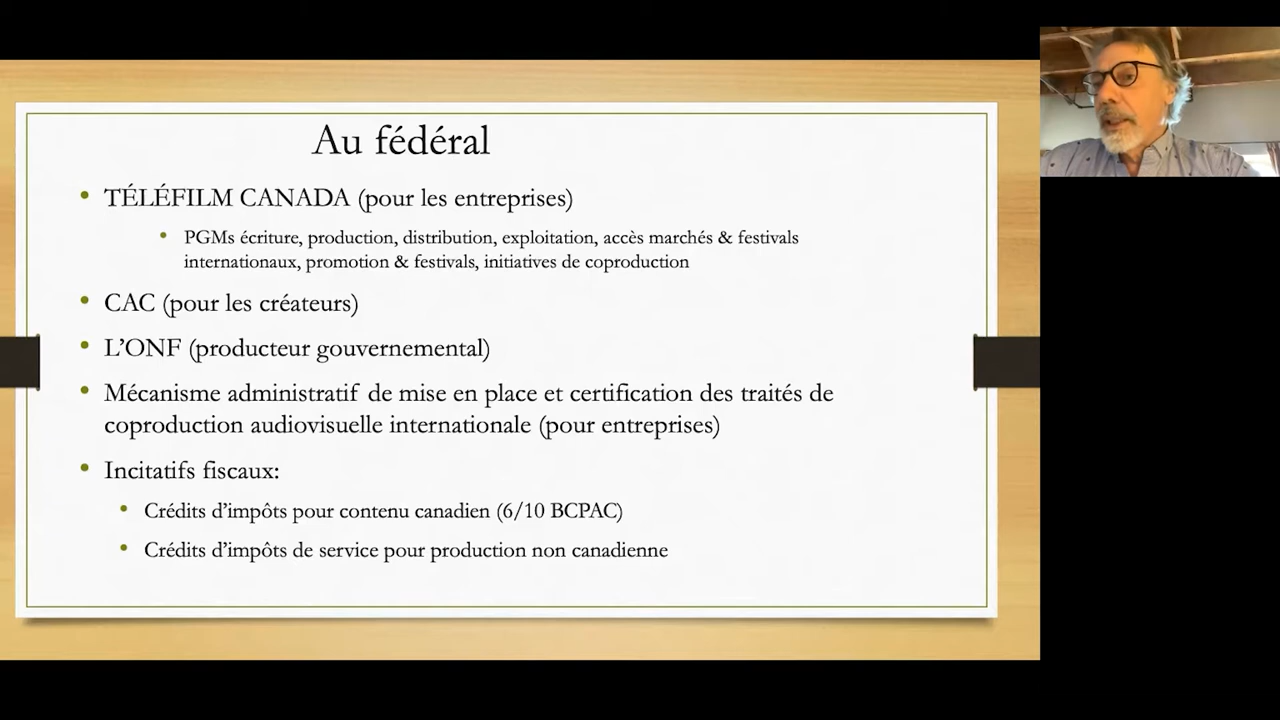 Au fédéral
• TÉLÉFILM CANADA (pour les entreprises)
• PGMs écriture, production, distribution, exploitation, accès marchés & festivals
internationaux, promotion & festivals, initiatives de coproduction
• CAC (pour les créateurs)
• L’ONF (producteur gouvernemental)
• Mécanisme administratif de mise en place et certification des traités de
coproduction audiovisuelle internationale (pour entreprises)
• Incitatifs fiscaux:
• Crédits d’impôts pour contenu canadien (6/10 BCPAC)
• Crédits d’impôts de service pour production non canadienne